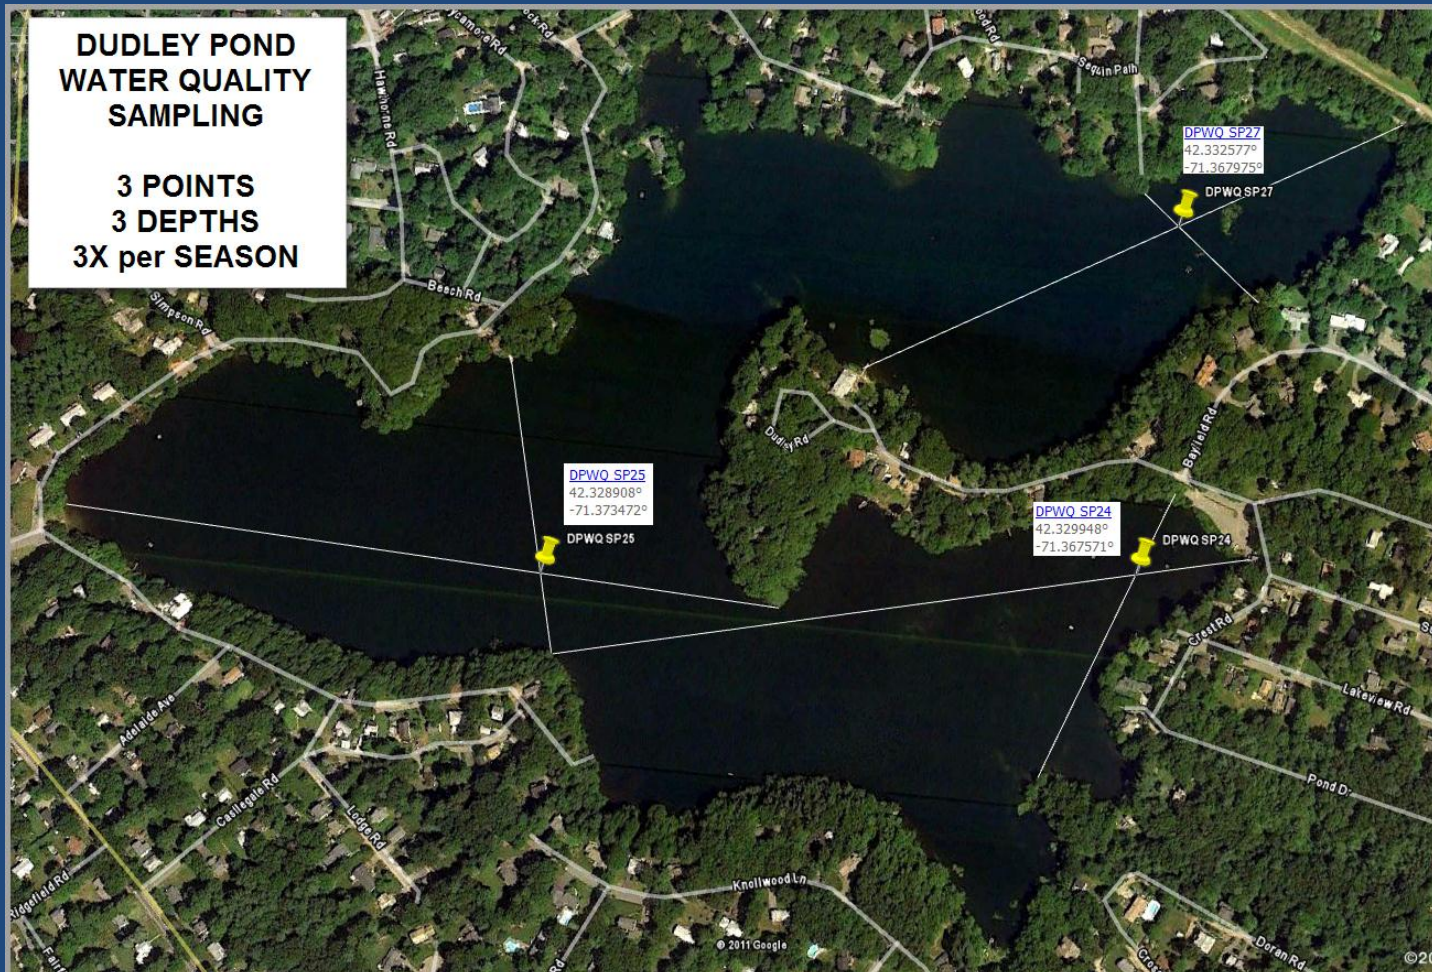 DUDLEY POND
WATER QUALITY
SAMPLING
3 POINTS
3 DEPTHS
3X per SEASON
Hawthorne Rd
Sequin Path
DPWQ SP27
42.332577°
-71.367975°
DPWQ SP27
Beech Rd
Simpson Rd
Dudley Rd
Bayfield Rd
DPWQ SP25
42.328908°
-71.373472°
DPWQ SP25
DPWQ SP24
42.329948°
-71.367571°
DPWQ SP24
Crest Rd
Lakeview Rd
Adelaide Ave
Castlegate Rd
Lodge Rd
Pond Dr
Knollwood Ln
Ridgefield Rd
Doran Rd
© 2011 Google